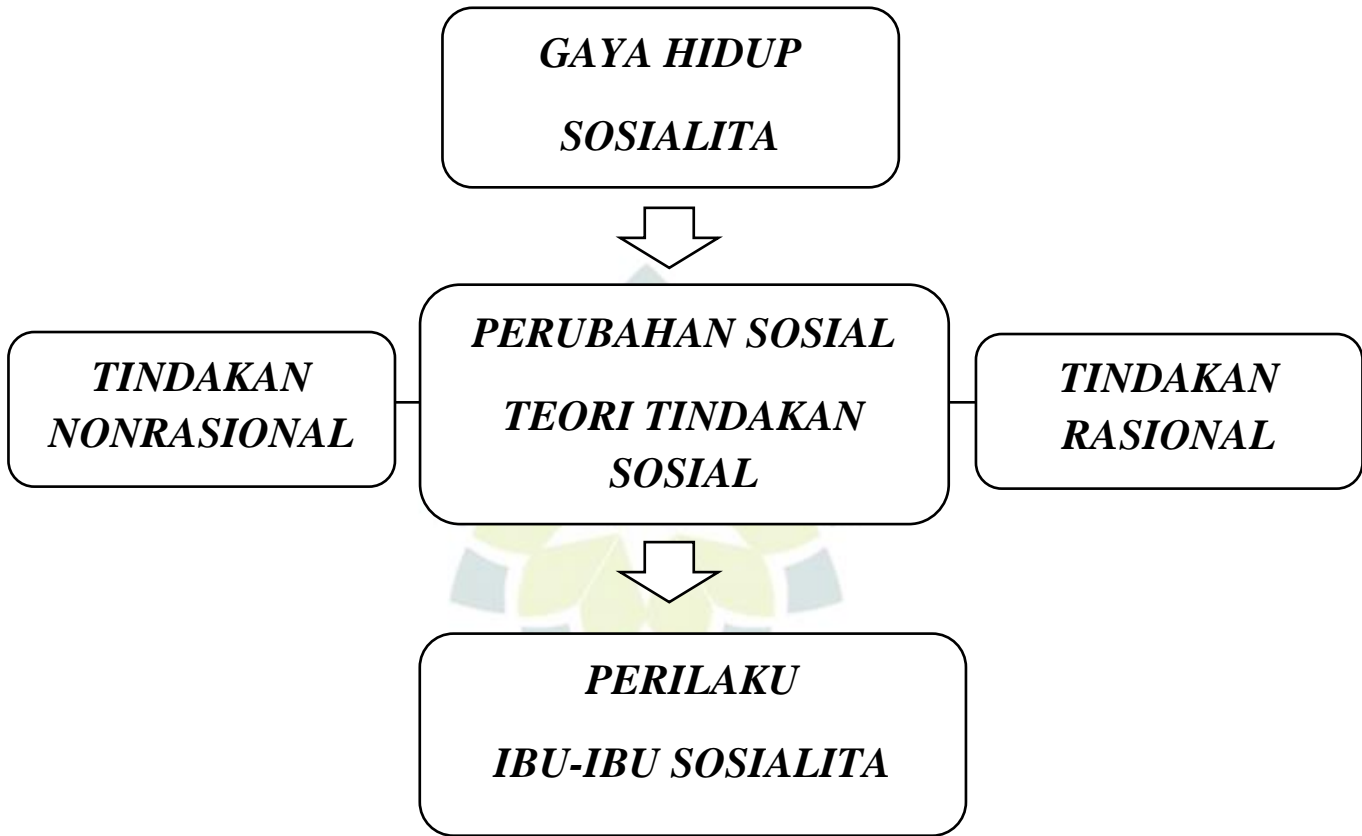 GAYA HIDUP
SOSIALITA
PERUBAHAN SOSIAL
TEORI TINDAKAN
SOSIAL
TINDAKAN
NONRASIONAL
TINDAKAN
RASIONAL
PERILAKU
IBU-IBU SOSIALITA